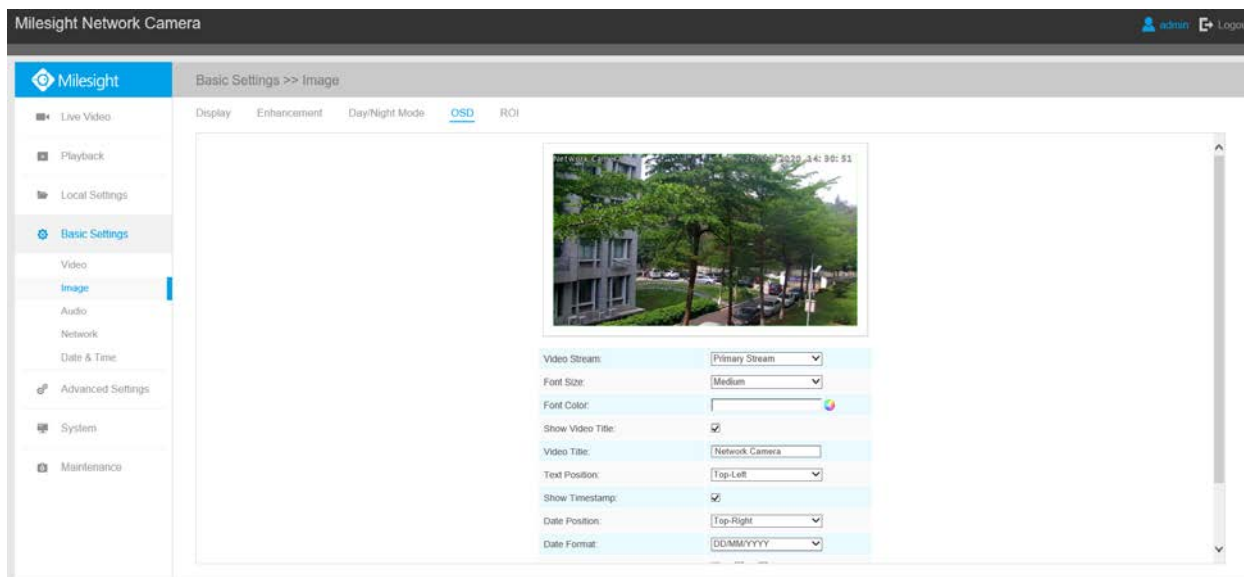 Milesight Network Camera
admin
Milesight
Basic Settings >> Image
Live Video
Display Enhancement Day/Night Mode OSD ROI
Playback
Local Settings
Basic Settings
Video
Image
Audio
Network
Date & Time
Advanced Settings
System
Maintenance
Network Camera
2020 14:30:51
Video Stream: Primary Stream
Font Size: Medium
Font Color:
Show Video Title:
Video Title: Network Camera
Text Position: Top-Left
Show Timestamp:
Date Position: Top-Right
Date Format: DD/MM/YYYY